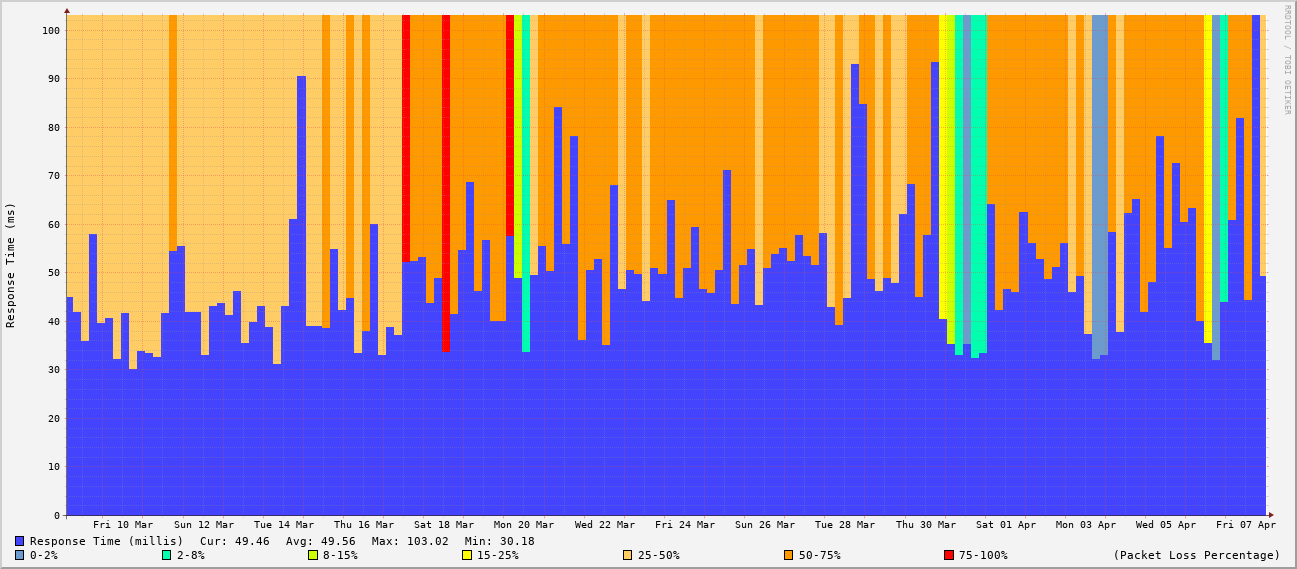 RRDTOOL / TOBI OETIKER
Response Time (ms)
100
90
80
70
60
50
40
30
20
10
0
Fri 10 Mar Sun 12 Mar Tue 14 Mar Thu 16 Mar Sat 18 Mar Mon 20 Mar Wed 22 Mar Fri 24 Mar Sun 26 Mar Tue 28 Mar Thu 30 Mar Sat 01 Apr Mon 03 Apr Wed 05 Apr Fri 07 Apr
Response Time (millis) Cur: 49.46 Avg: 49.56 Max: 103.02 Min: 30.18
0-2% 2-8% 8-15% 15-25% 25-50% 50-75% 75-100% (Packet Loss Percentage)